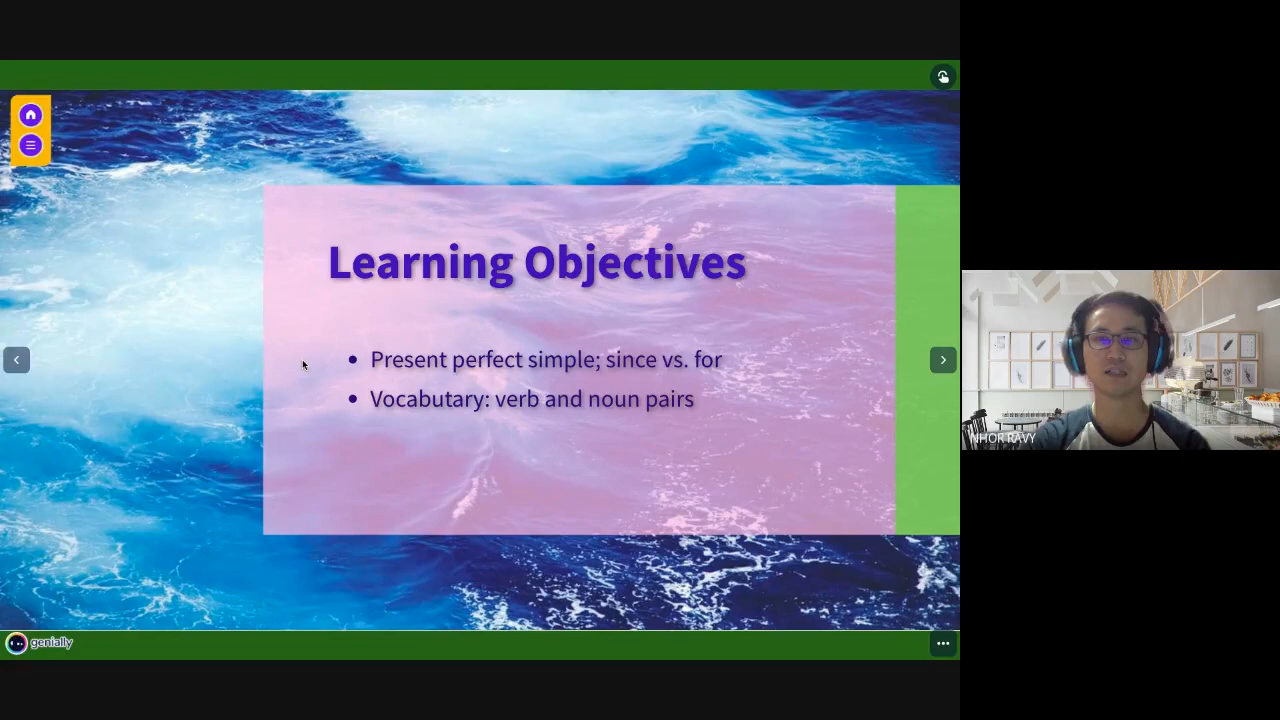 Learning Objectives
Present perfect simple; since vs. for
Vocabutary: verb and noun pairs
NHOR RAVY
genially